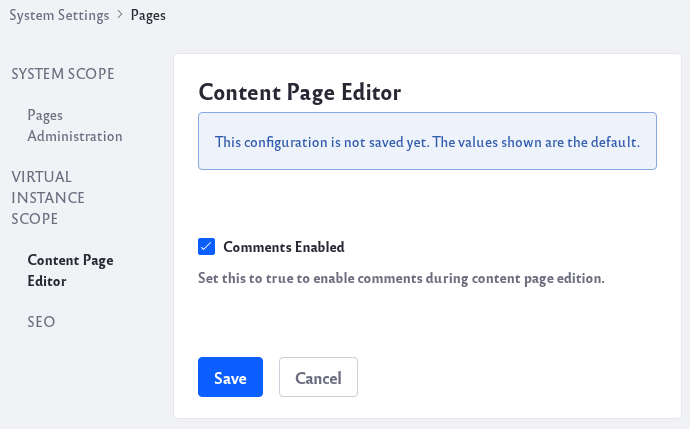 System Settings > Pages
SYSTEM SCOPE
Pages
Administration
VIRTUAL
INSTANCE
SCOPE
Content Page
Editor
SEO
Content Page Editor
This configuration is not saved yet. The values shown are the default.
Comments Enabled
Set this to true to enable comments during content page edition.
Save
Cancel